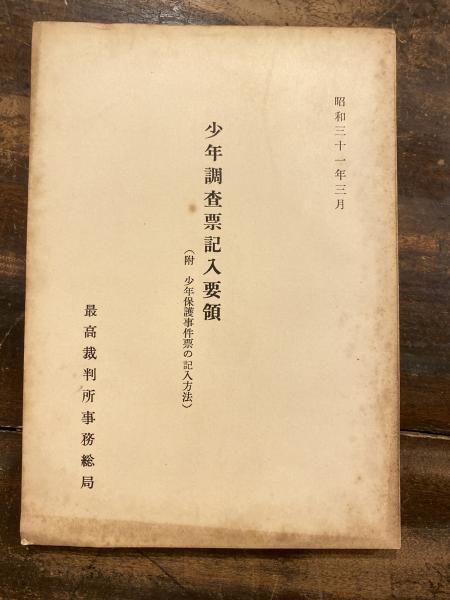 昭和三十一年三月
少年調査票記入要領
（附　少年保護事件票の記入方法）
最高裁判所事務総局